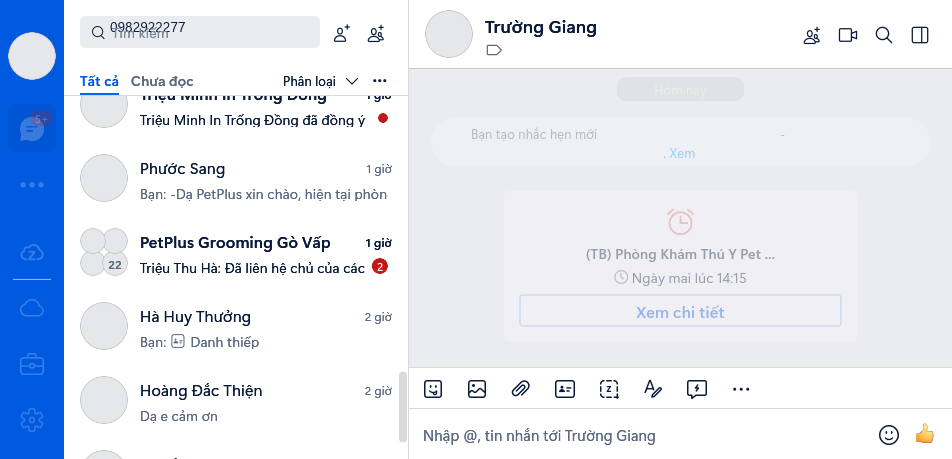 0982922277
Tìm kiếm
5+
Tất cả Chưa đọc Phân loại
Triệu Minh In Trống Đồng 1 giờ
Triệu Minh In Trống Đồng đã đồng ý
Phước Sang 1 giờ
Bạn: -Dạ PetPlus xin chào, hiện tại phòn
PetPlus Grooming Gò Vấp 1 giờ
22
Triệu Thu Hà: Đã liên hệ chủ của các 2
Hà Huy Thưởng 2 giờ
Bạn: Danh thiếp
Hoàng Đắc Thiện 2 giờ
Dạ e cảm ơn
Trường Giang
Hôm nay
Bạn tạo nhắc hẹn mới -
. Xem
(TB) Phòng Khám Thú Y Pet ...
Ngày mai lúc 14:15
Xem chi tiết
Nhập @, tin nhắn tới Trường Giang